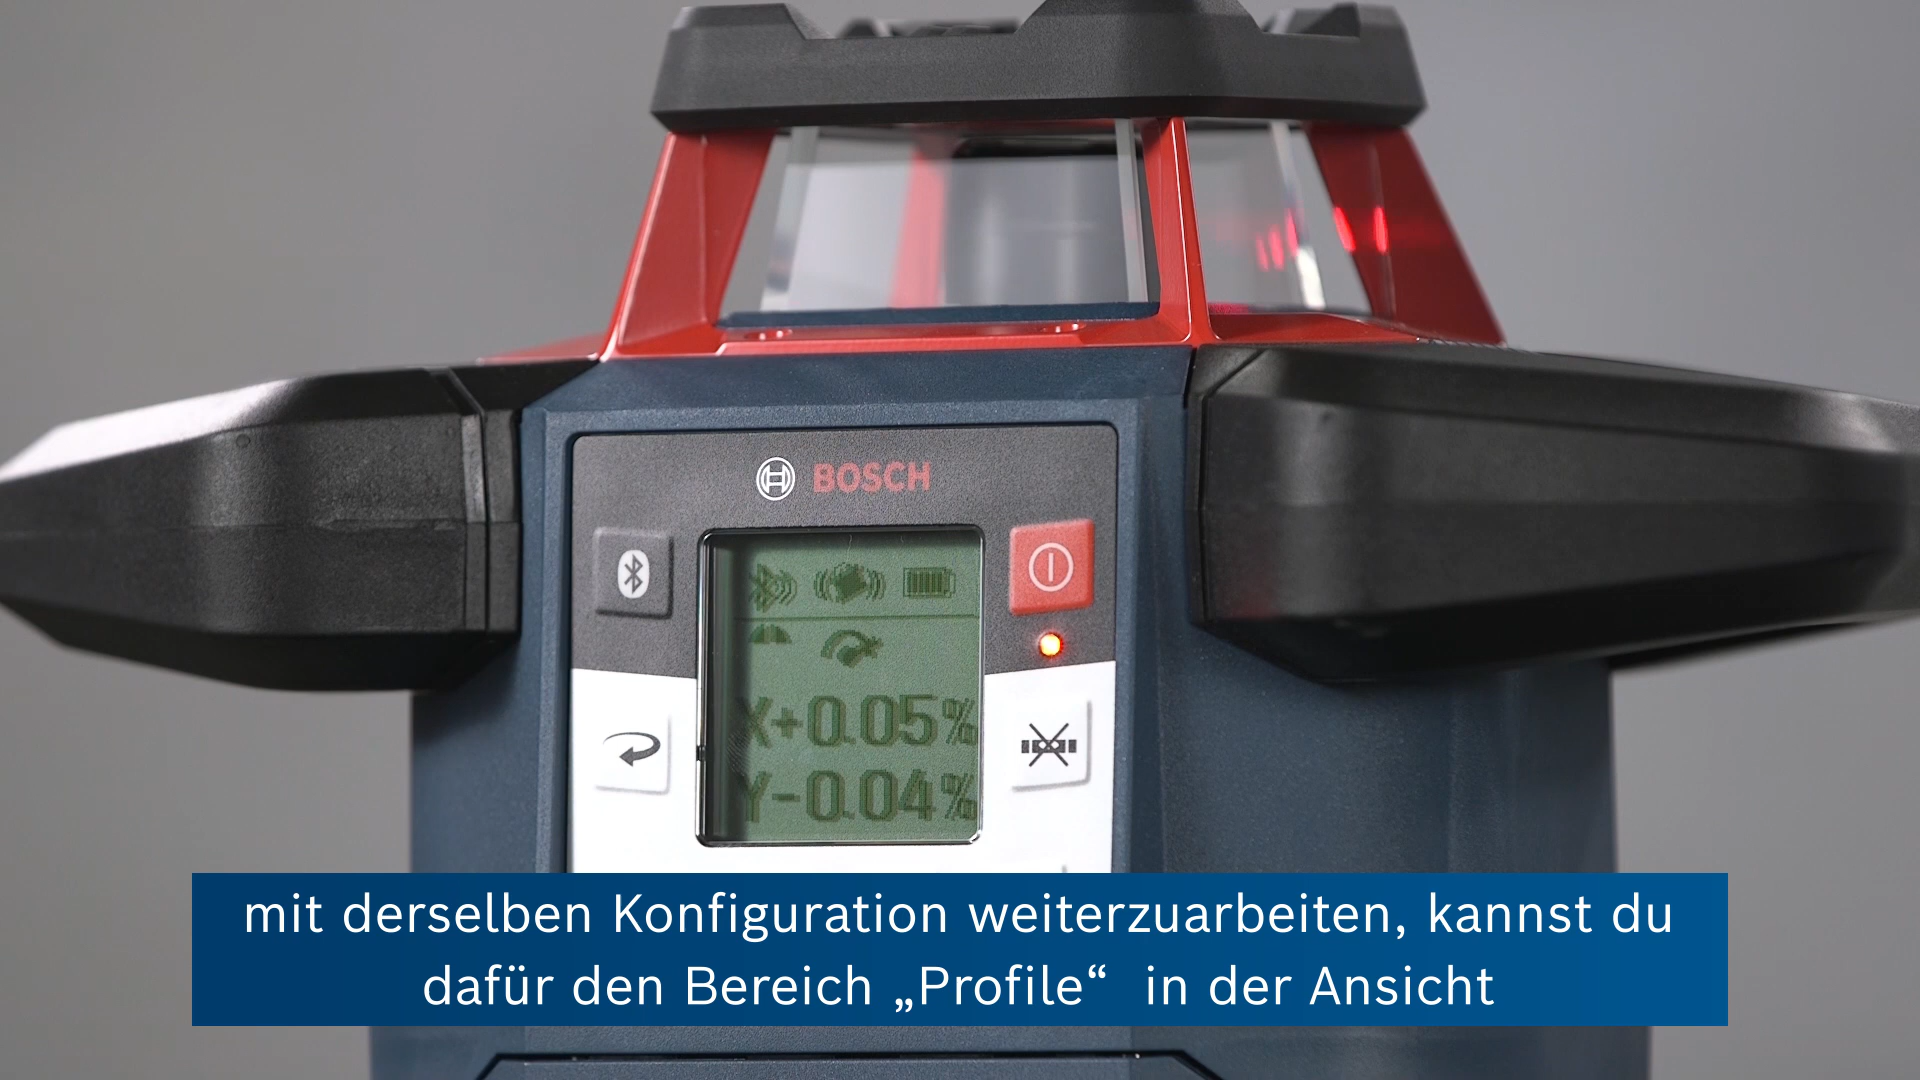 BOSCH
X+0.05%
Y-0.04%
mit derselben Konfiguration weiterzuarbeiten, kannst du
dafür den Bereich „Profile“ in der Ansicht